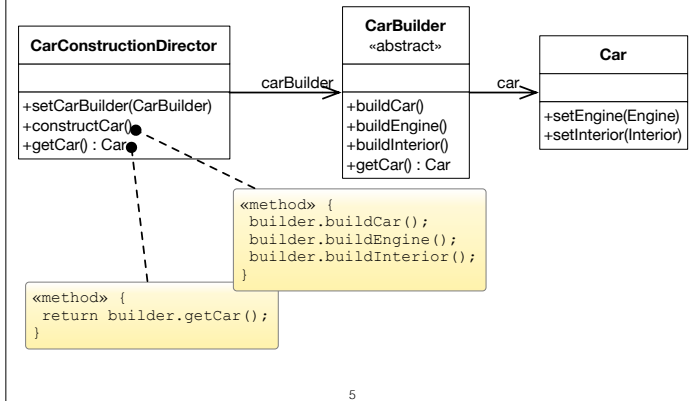 CarConstructionDirector
+setCarBuilder(CarBuilder)
+constructCar()
+getCar() : Car
carBuilder
CarBuilder
«abstract»
+buildCar()
+buildEngine()
+buildInterior()
+getCar() : Car
car
Car
+setEngine(Engine)
+setInterior(Interior)
«method» {
builder.buildCar();
builder.buildEngine();
builder.buildInterior();
}
«method» {
return builder.getCar();
}
5